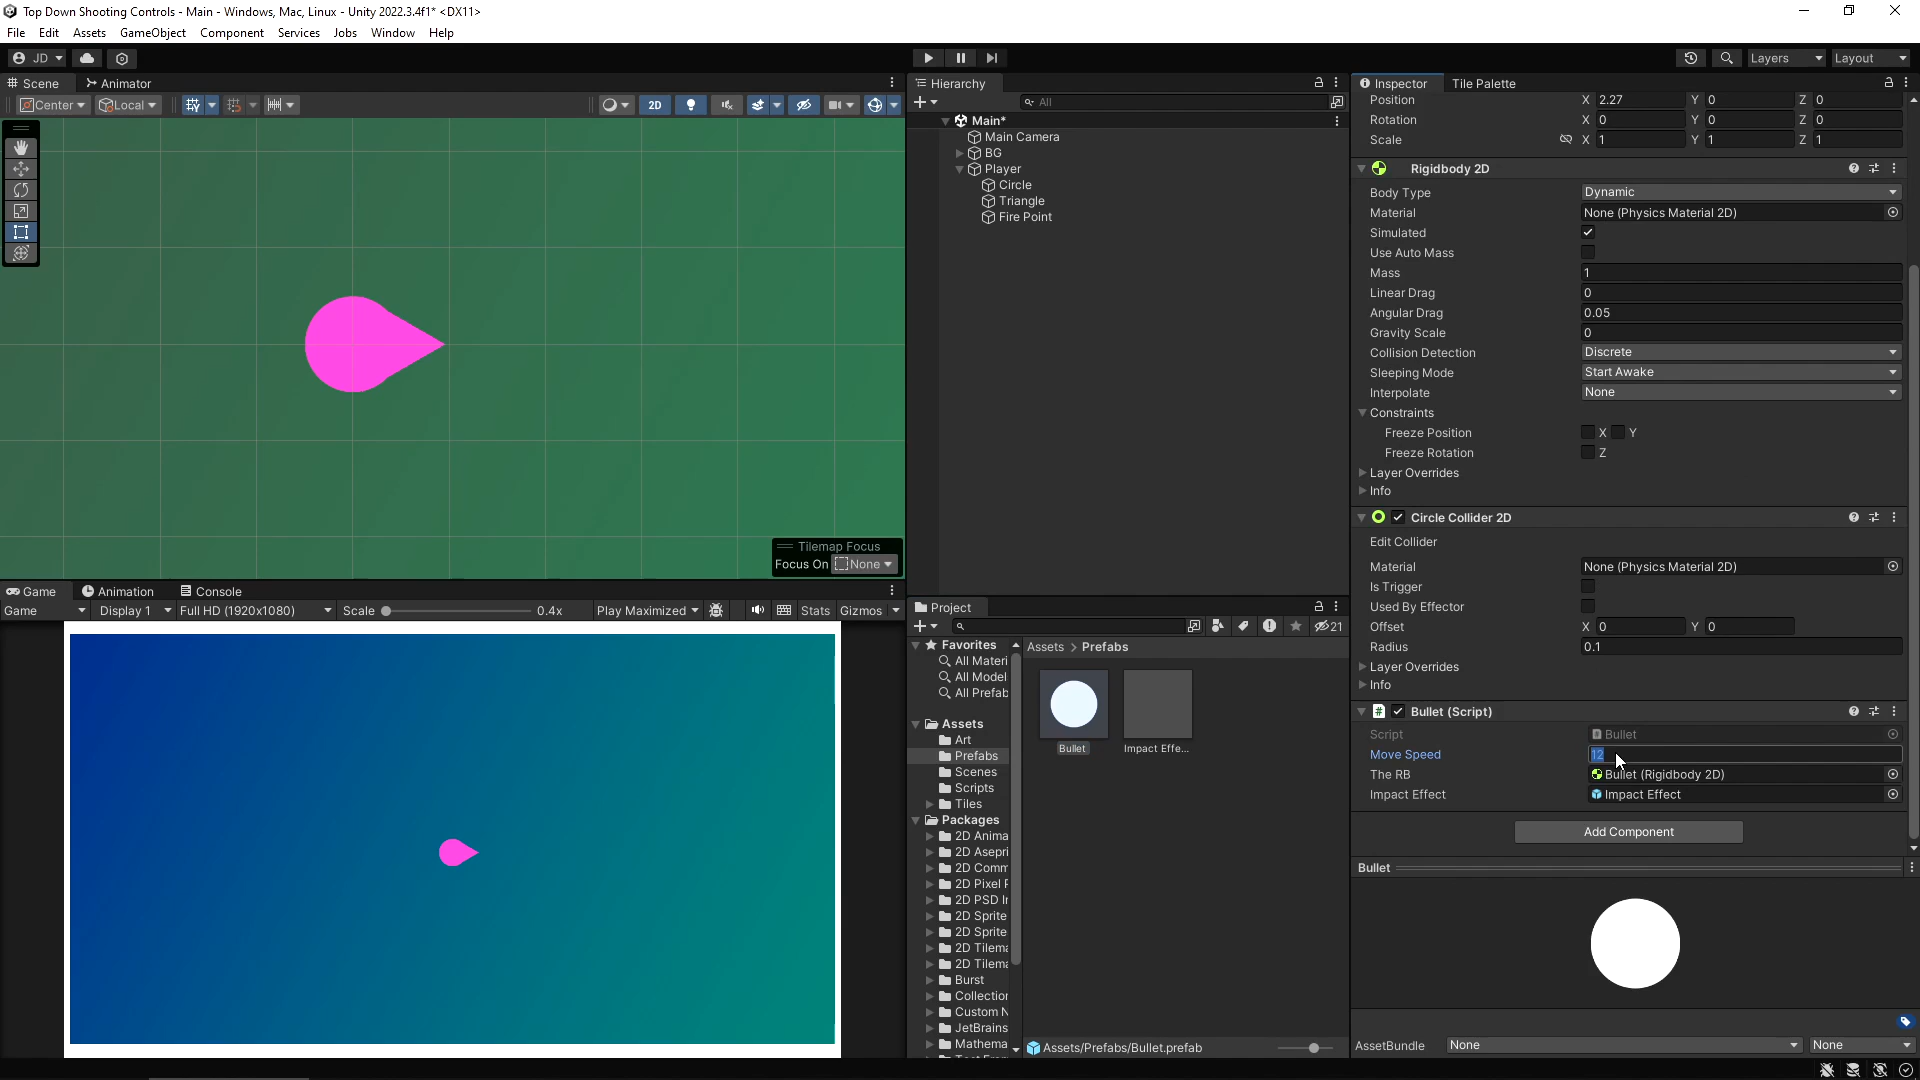 Top Down Shooting Controls - Main - Windows, Mac, Linux - Unity 2022.3.4f1* <DX11>
File Edit Assets GameObject Component Services Jobs Window Help
JD
Layers
Layout
Scene Animator
Center Local
2D
Tilemap Focus
Focus On None
Game Animation Console
Game Display 1 Full HD (1920x1080) Scale 0.4x Play Maximized Stats Gizmos
Hierarchy
All
Main*
Main Camera
BG
Player
Circle
Triangle
Fire Point
Project
21
Favorites
All Materi
All Model
All Prefab
Assets
Art
Prefabs
Scenes
Scripts
Tiles
Packages
2D Anima
2D Asepri
2D Comm
2D Pixel F
2D PSD Ir
2D Sprite
2D Sprite
2D Tilema
2D Tilema
Burst
Collection
Custom N
JetBrains
Mathema
Assets > Prefabs
Bullet
Impact Effe...
Assets/Prefabs/Bullet.prefab
Inspector Tile Palette
Position X 2.27 Y 0 Z 0
Rotation X 0 Y 0 Z 0
Scale X 1 Y 1 Z 1
Rigidbody 2D
Body Type Dynamic
Material None (Physics Material 2D)
Simulated
Use Auto Mass
Mass 1
Linear Drag 0
Angular Drag 0.05
Gravity Scale 0
Collision Detection Discrete
Sleeping Mode Start Awake
Interpolate None
Constraints
Freeze Position X Y
Freeze Rotation Z
Layer Overrides
Info
Circle Collider 2D
Edit Collider
Material None (Physics Material 2D)
Is Trigger
Used By Effector
Offset X 0 Y 0
Radius 0.1
Layer Overrides
Info
# Bullet (Script)
Script Bullet
Move Speed 12
The RB Bullet (Rigidbody 2D)
Impact Effect Impact Effect
Add Component
Bullet
AssetBundle None None